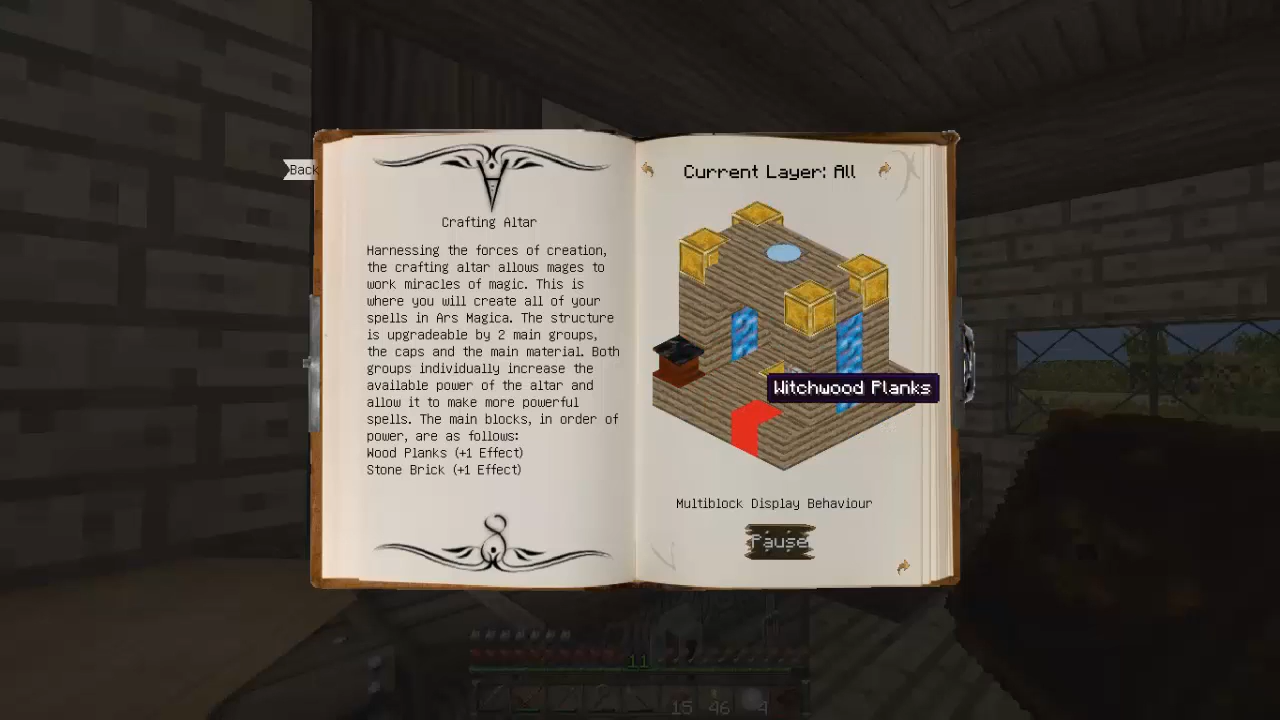 Back
Crafting Altar
Harnessing the forces of creation,
the crafting altar allows mages to
work miracles of magic. This is
where you will create all of your
spells in Ars Magica. The structure
is upgradeable by 2 main groups,
the caps and the main material. Both
groups individually increase the
available power of the altar and
allow it to make more powerful
spells. The main blocks, in order of
power, are as follows:
Wood Planks (+1 Effect)
Stone Brick (+1 Effect)
Current Layer: All
Witchwood Planks
Multiblock Display Behaviour
Pause
11
15 46 4